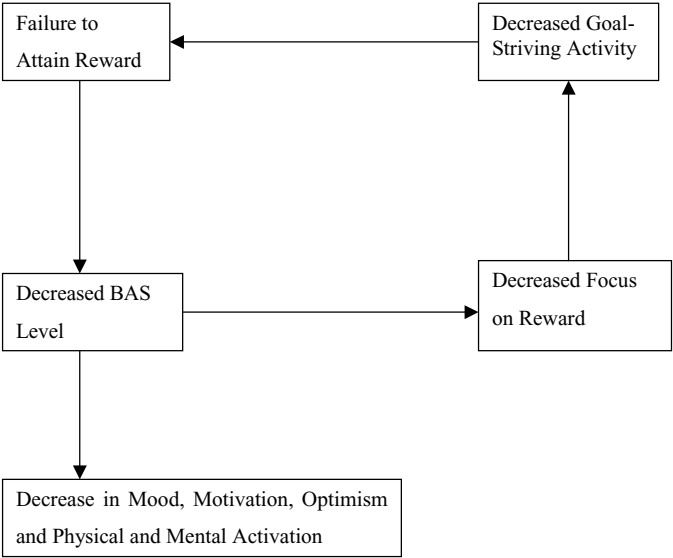 Failure to
Attain Reward
Decreased Goal-
Striving Activity
Decreased BAS
Level
Decreased Focus
on Reward
Decrease in Mood, Motivation, Optimism
and Physical and Mental Activation